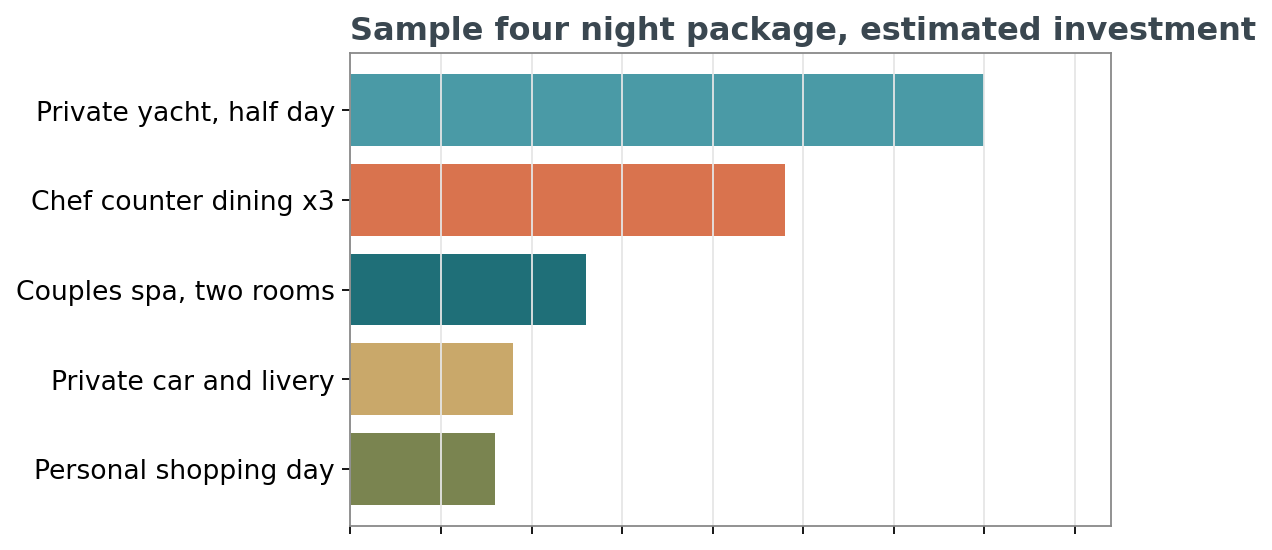 Sample four night package, estimated investment
Private yacht, half day
Chef counter dining x3
Couples spa, two rooms
Private car and livery
Personal shopping day